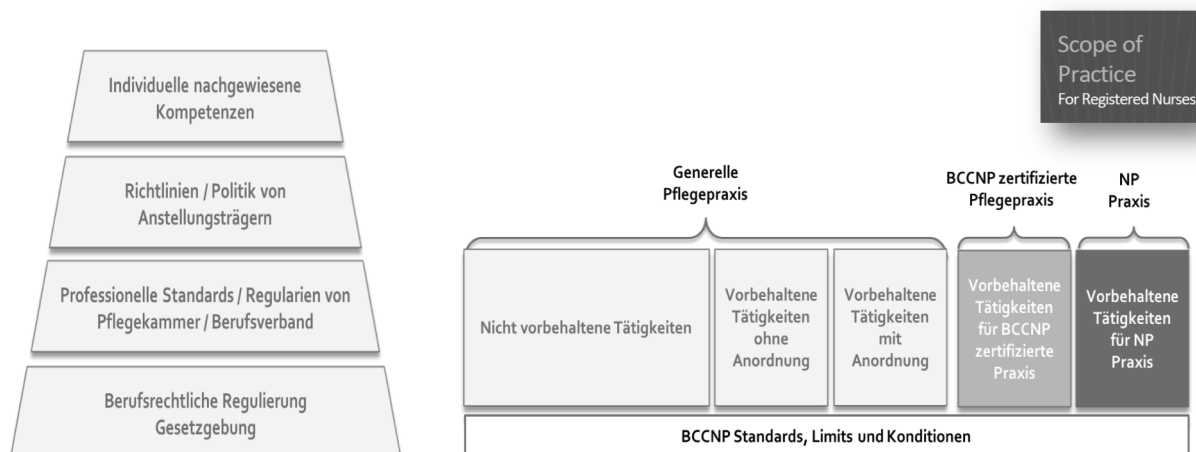 Scope of
Practice
For Registered Nurses
Individuelle nachgewiesene
Kompetenzen
Richtlinien / Politik von
Anstellungsträgern
Professionelle Standards / Regularien von
Pflegekammer / Berufsverband
Berufsrechtliche Regulierung
Gesetzgebung
Generelle
Pflegepraxis
BCCNP zertifizierte
Pflegepraxis
NP
Praxis
Nicht vorbehaltene Tätigkeiten
Vorbehaltene
Tätigkeiten
ohne
Anordnung
Vorbehaltene
Tätigkeiten
mit
Anordnung
Vorbehaltene
Tätigkeiten
für BCCNP
zertifizierte
Praxis
Vorbehaltene
Tätigkeiten
für NP
Praxis
BCCNP Standards, Limits und Konditionen